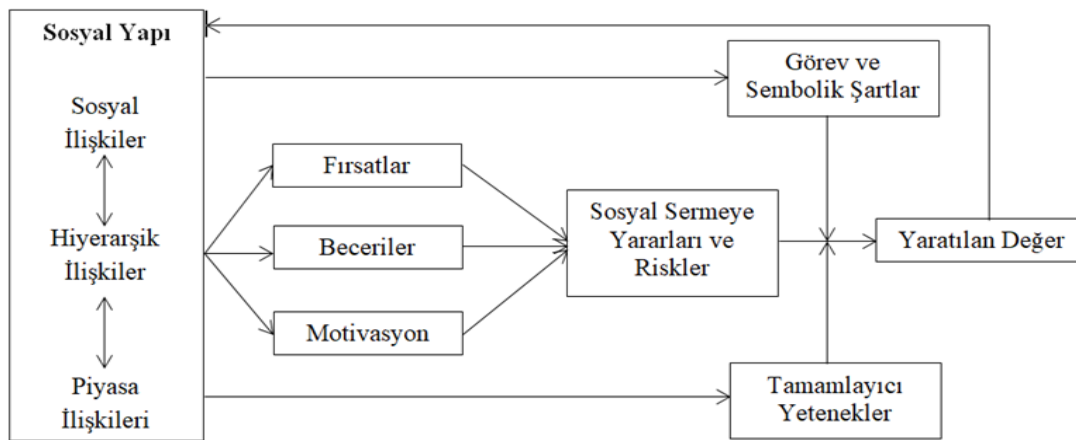 Sosyal Yapı
Sosyal
İlişkiler
Hiyerarşik
İlişkiler
Piyasa
İlişkileri
Fırsatlar
Beceriler
Motivasyon
Sosyal Sermeye
Yararları ve
Riskler
Görev ve
Sembolik Şartlar
Yaratılan Değer
Tamamlayıcı
Yetenekler